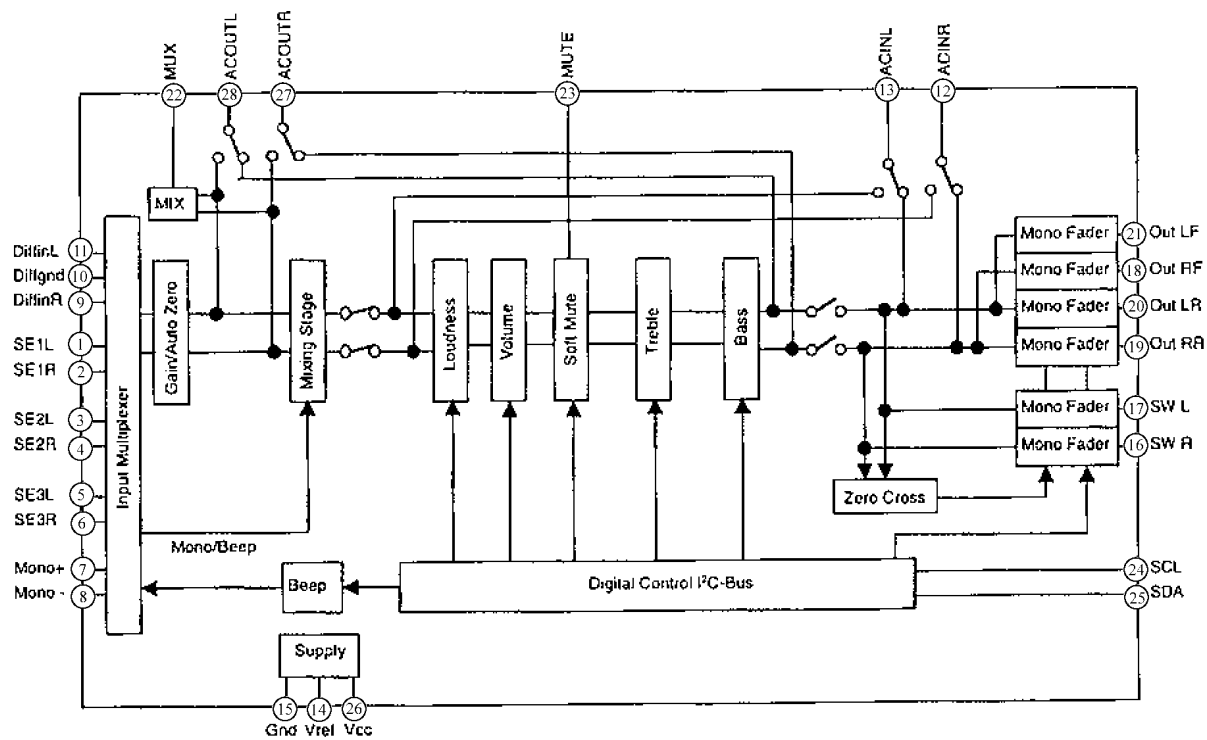 MUX
ACOUTL
ACOUTR
MUTE
ACINL
ACINR
22
28
27
23
13
12
MIX
DiffinL
11
Diffgnd
10
DiffinR
9
SE1L
1
SE1R
2
SE2L
3
SE2R
4
SE3L
5
SE3R
6
Mono+
7
Mono -
8
Input Multiplexer
Gain/Auto Zero
Mixing Stage
Loudness
Volume
Soft Mute
Treble
Bass
Mono Fader
21
Out LF
Mono Fader
18
Out RF
Mono Fader
20
Out LR
Mono Fader
19
Out RR
Mono Fader
17
SW L
Mono Fader
16
SW R
Zero Cross
Mono/Beep
Beep
Digital Control I²C-Bus
24
SCL
25
SDA
Supply
15
14
26
Gnd
Vref
Vcc